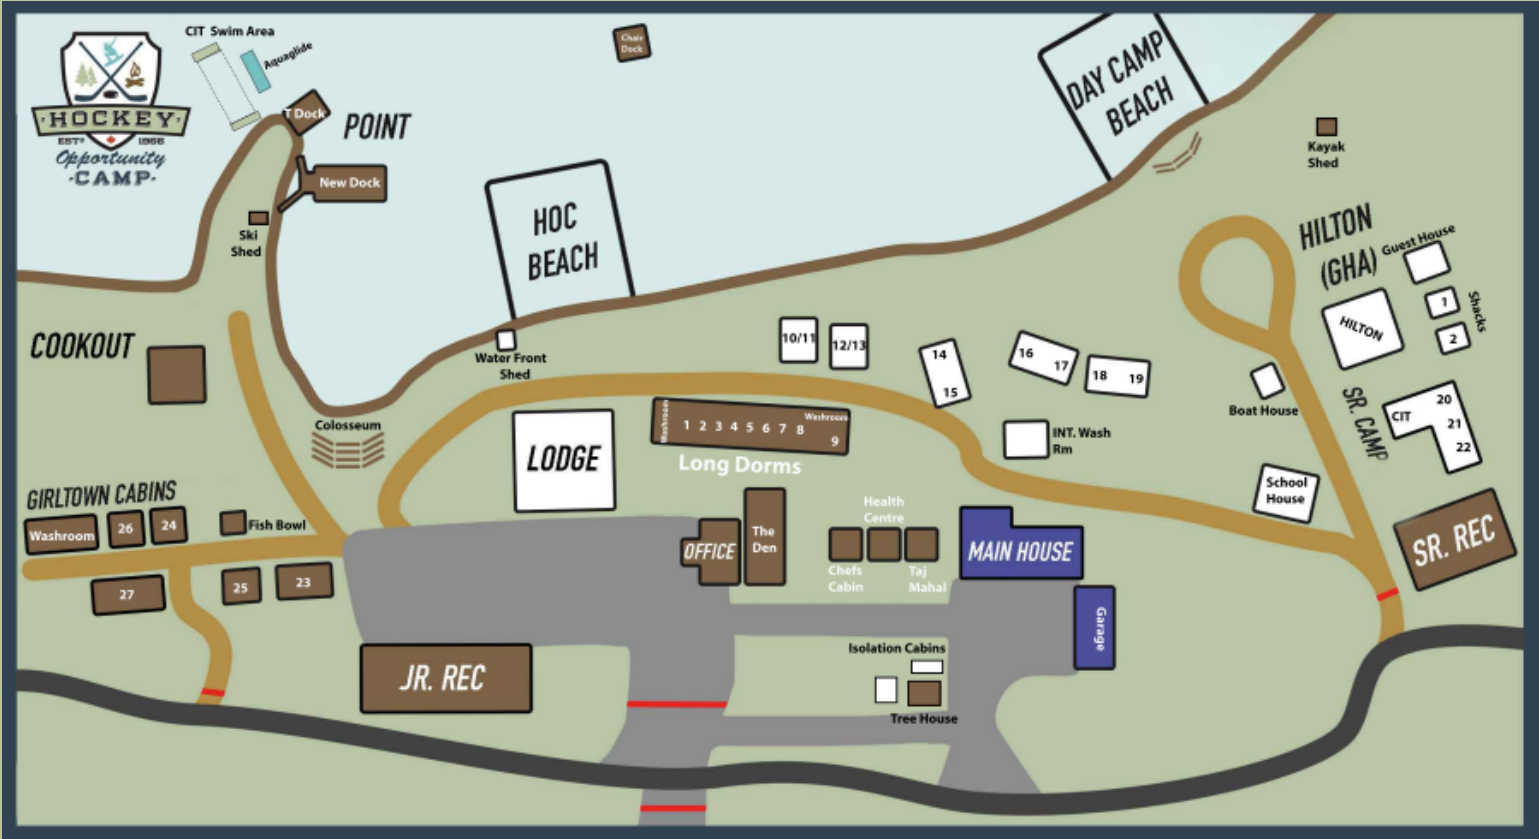 CIT Swim Area
Aquaglide
HOCKEY
ESTD 1966
Opportunity
·CAMP·
T Dock
POINT
New Dock
Ski
Shed
Chair
Dock
HOC
BEACH
DAY CAMP
BEACH
Kayak
Shed
HILTON
(GHA)
Guest House
HILTON
1
2
Shacks
COOKOUT
Water Front
Shed
Colosseum
10/11
12/13
14
15
16
17
18
19
Boat House
SR. CAMP
CIT
20
21
22
LODGE
Washroom
1 2 3 4 5 6 7 8
Washroom
9
Long Dorms
INT. Wash
Rm
School
House
SR. REC
GIRLTOWN CABINS
Washroom
26
24
Fish Bowl
27
25
23
OFFICE
The
Den
Health
Centre
Chefs
Cabin
Taj
Mahal
MAIN HOUSE
Garage
JR. REC
Isolation Cabins
Tree House